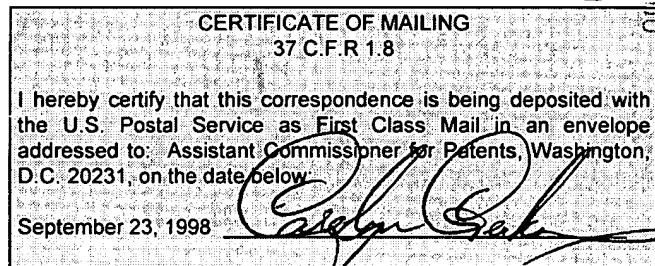 CERTIFICATE OF MAILING
37 C.F.R 1.8
I hereby certify that this correspondence is being deposited with
the U.S. Postal Service as First Class Mail in an envelope
addressed to: Assistant Commissioner for Patents, Washington,
D.C. 20231, on the date below:
September 23, 1998